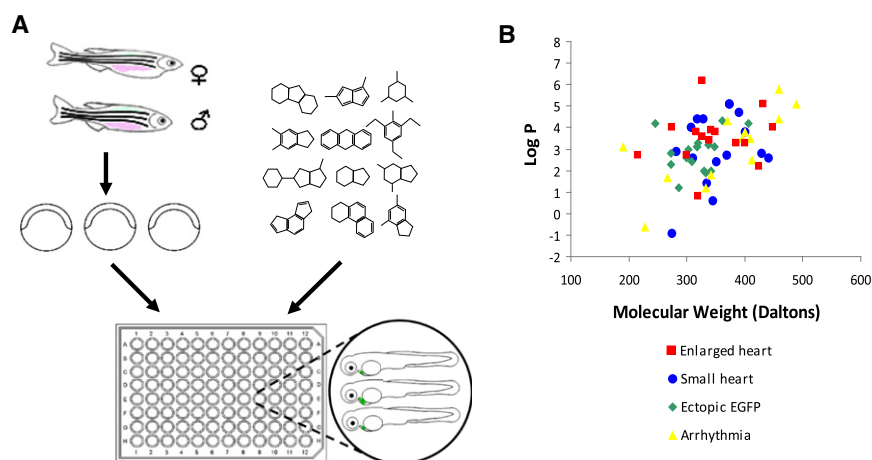 A
♀
♂
1 2 3 4 5 6 7 8 9 10 11 12
A A
B B
C C
D D
E E
F F
G G
H H
1 2 3 4 5 6 7 8 9 10 11 12
B
Log P
8
7
6
5
4
3
2
1
0
-1
-2
100 200 300 400 500 600
Molecular Weight (Daltons)
Enlarged heart
Small heart
Ectopic EGFP
Arrhythmia